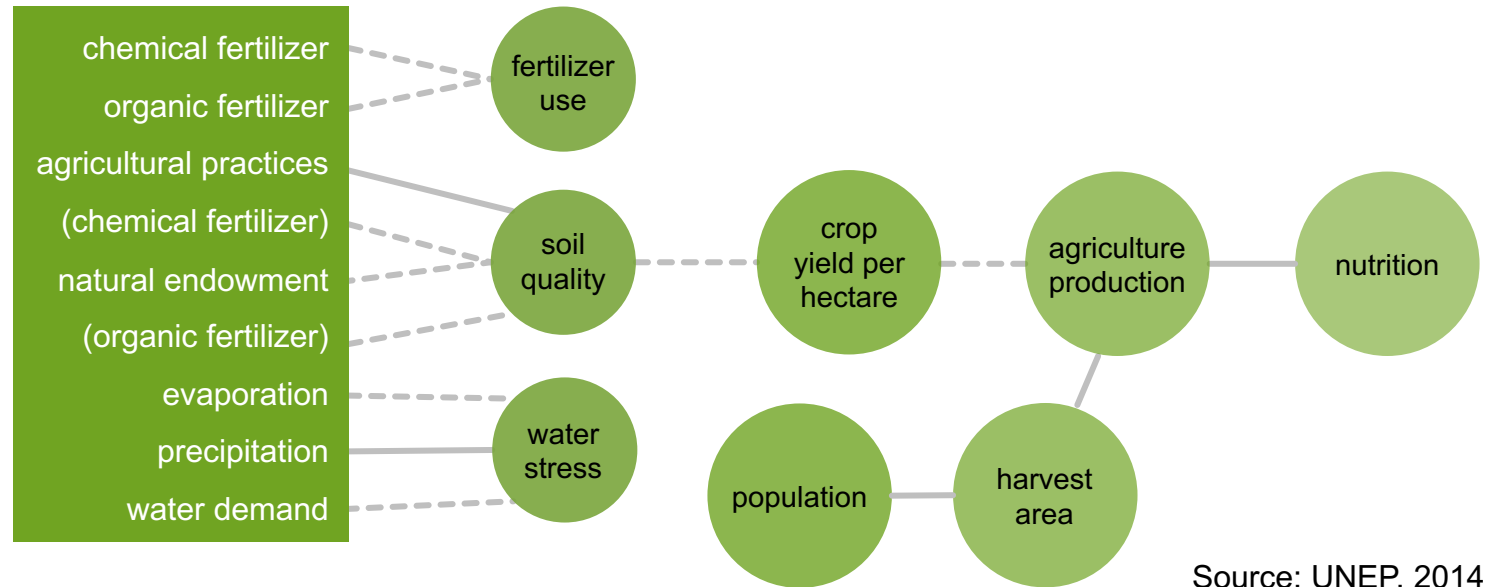 chemical fertilizer
organic fertilizer
agricultural practices
(chemical fertilizer)
natural endowment
(organic fertilizer)
evaporation
precipitation
water demand
fertilizer
use
soil
quality
water
stress
crop
yield per
hectare
agriculture
production
nutrition
population
harvest
area
Source: UNEP, 2014